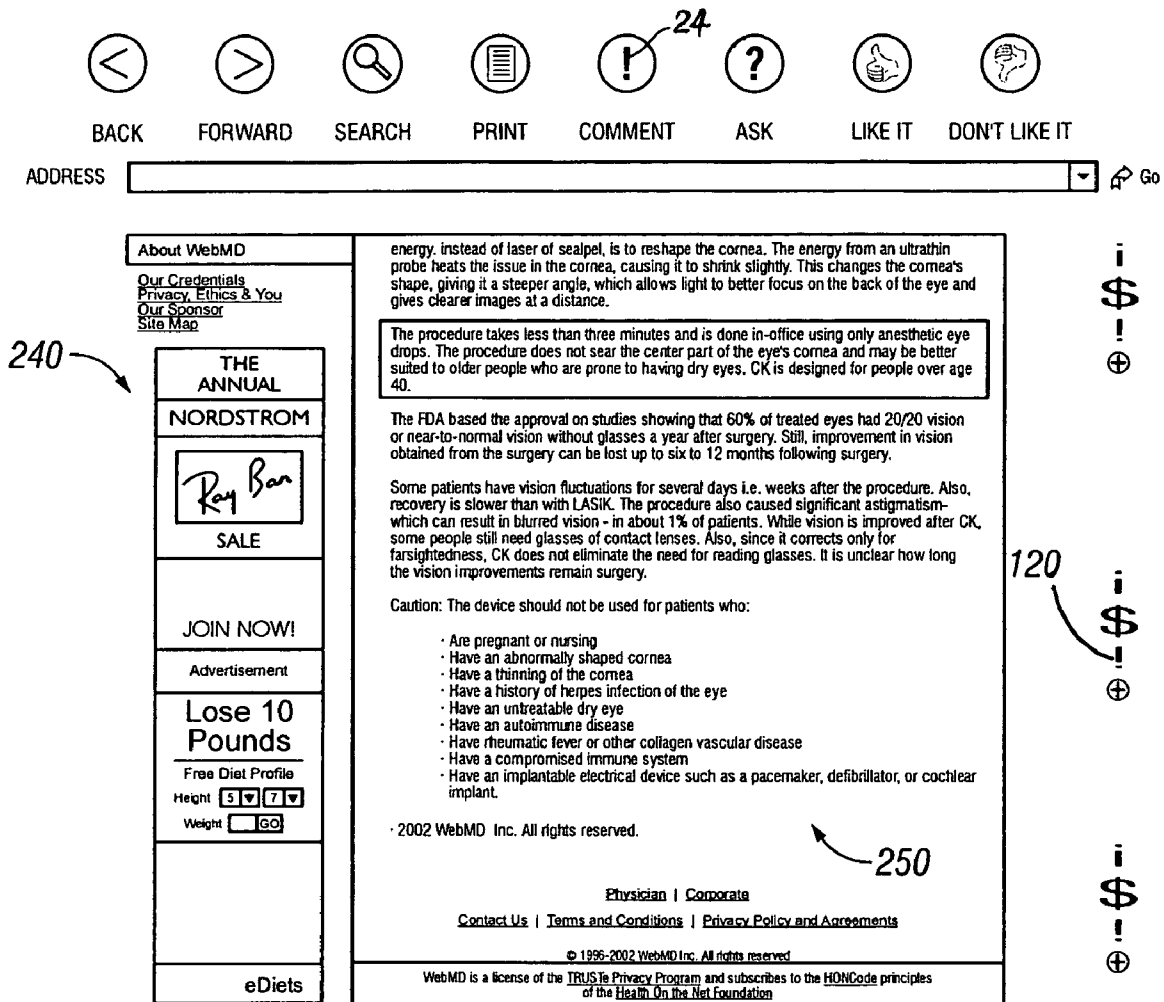 24
< > ! ?
BACK FORWARD SEARCH PRINT COMMENT ASK LIKE IT DON'T LIKE IT
ADDRESS Go
About WebMD
Our Credentials
Privacy, Ethics & You
Our Sponsor
Site Map
240
THE
ANNUAL
NORDSTROM
Ray Ban
SALE
JOIN NOW!
Advertisement
Lose 10
Pounds
Free Diet Profile
Height 5 7
Weight GO
eDiets
energy. instead of laser of sealpel, is to reshape the cornea. The energy from an ultrathin
probe heats the issue in the cornea, causing it to shrink slightly. This changes the cornea's
shape, giving it a steeper angle, which allows light to better focus on the back of the eye and
gives clearer images at a distance.
The procedure takes less than three minutes and is done in-office using only anesthetic eye
drops. The procedure does not sear the center part of the eye's cornea and may be better
suited to older people who are prone to having dry eyes. CK is designed for people over age
40.
The FDA based the approval on studies showing that 60% of treated eyes had 20/20 vision
or near-to-normal vision without glasses a year after surgery. Still, improvement in vision
obtained from the surgery can be lost up to six to 12 months following surgery.
Some patients have vision fluctuations for several days i.e. weeks after the procedure. Also,
recovery is slower than with LASIK. The procedure also caused significant astigmatism-
which can result in blurred vision - in about 1% of patients. While vision is improved after CK,
some people still need glasses of contact lenses. Also, since it corrects only for
farsightedness, CK does not eliminate the need for reading glasses. It is unclear how long
the vision improvements remain surgery.
Caution: The device should not be used for patients who:
· Are pregnant or nursing
· Have an abnormally shaped cornea
· Have a thinning of the cornea
· Have a history of herpes infection of the eye
· Have an untreatable dry eye
· Have an autoimmune disease
· Have rheumatic fever or other collagen vascular disease
· Have a compromised immune system
· Have an implantable electrical device such as a pacemaker, defibrillator, or cochlear
implant.
· 2002 WebMD Inc. All rights reserved.
250
Physician | Corporate
Contact Us | Terms and Conditions | Privacy Policy and Agreements
© 1996-2002 WebMD Inc. All rights reserved
WebMD is a license of the TRUSTe Privacy Program and subscribes to the HONCode principles
of the Health On the Net Foundation
i
$
!
120
i
$
!
i
$
!